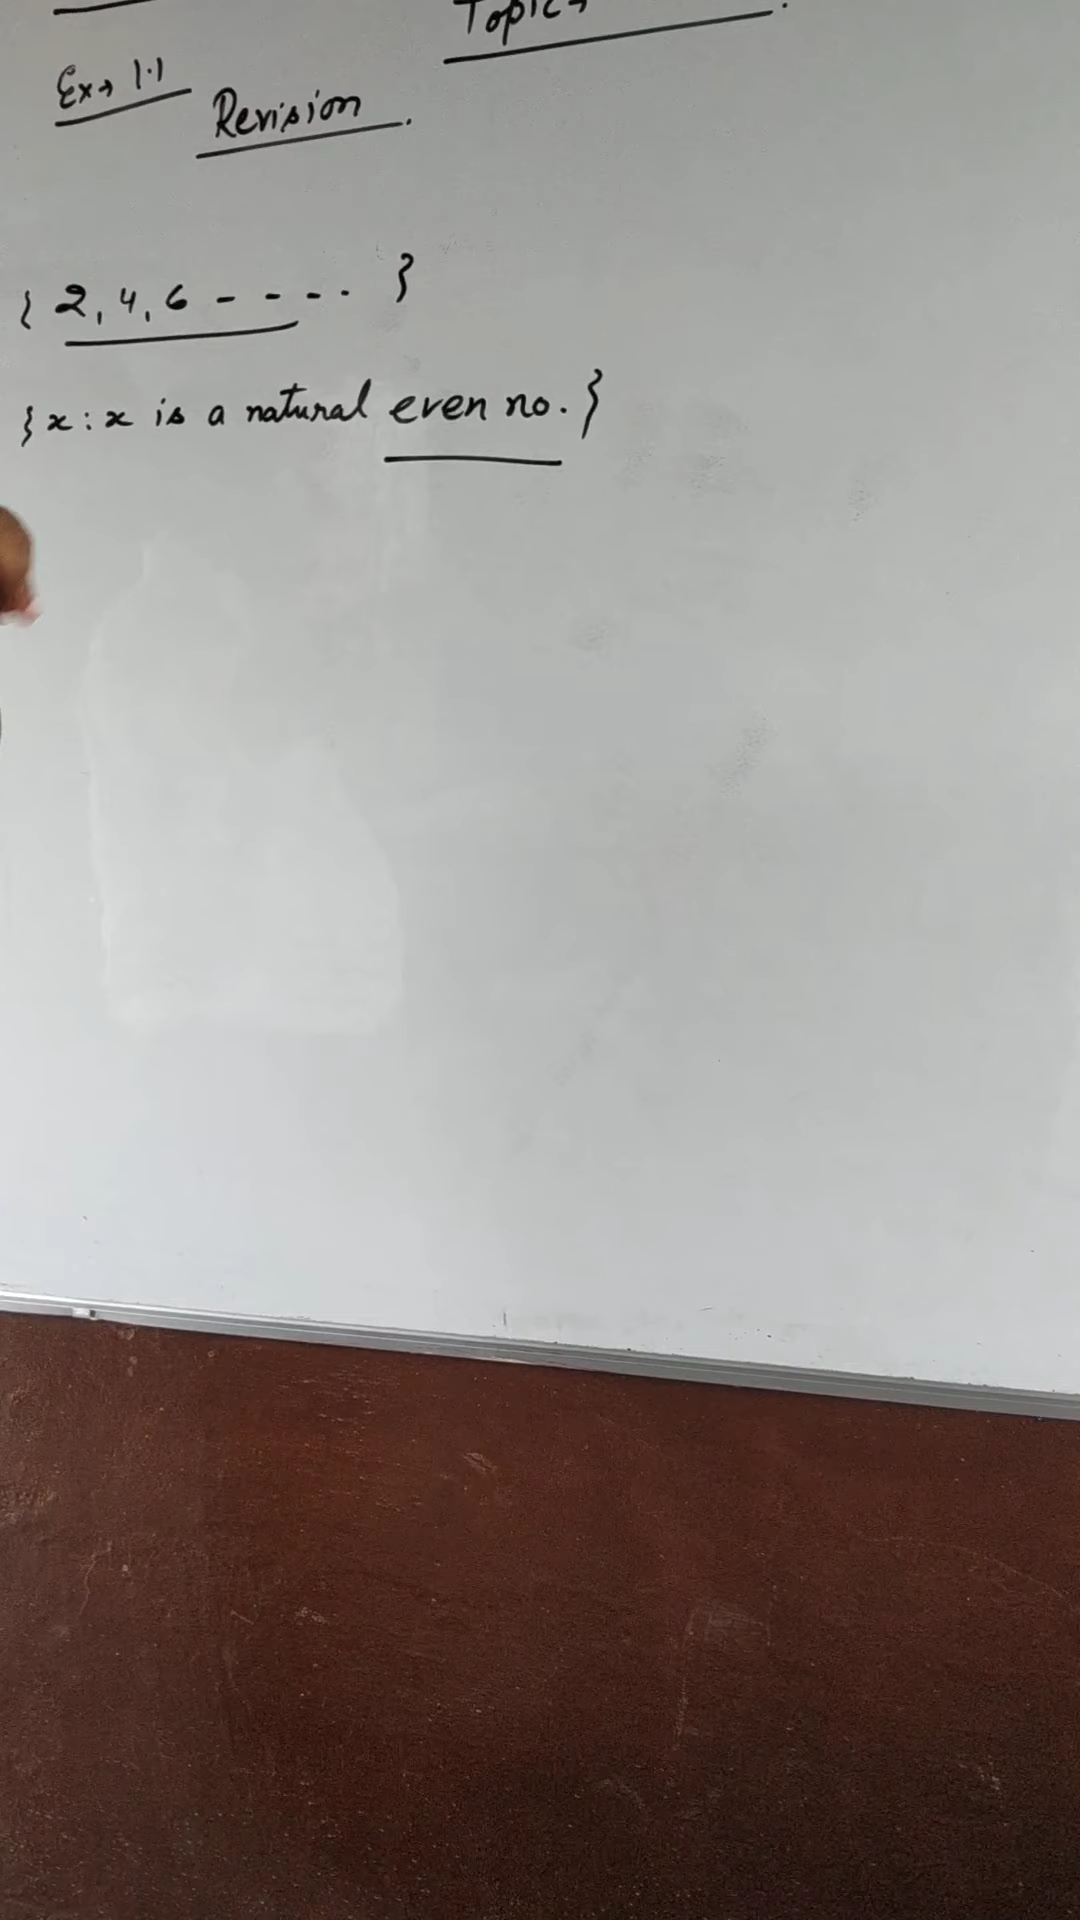 Topic→
Ex→ 1.1
Revision.
{ 2, 4, 6 - - - - . }
{ x : x is a natural even no. }